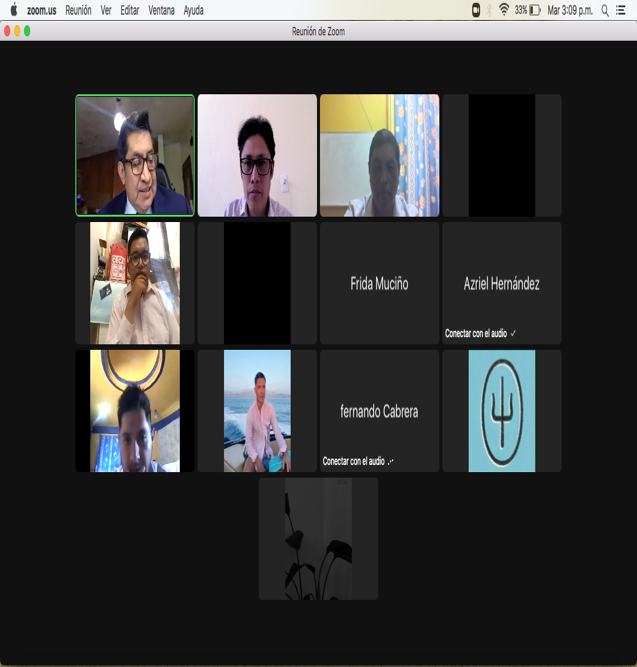 zoom.us Reunión Ver Editar Ventana Ayuda 33% Mar 3:09 p.m.
Reunión de Zoom
Frida Muciño
Azriel Hernández
Conectar con el audio
fernando Cabrera
Conectar con el audio